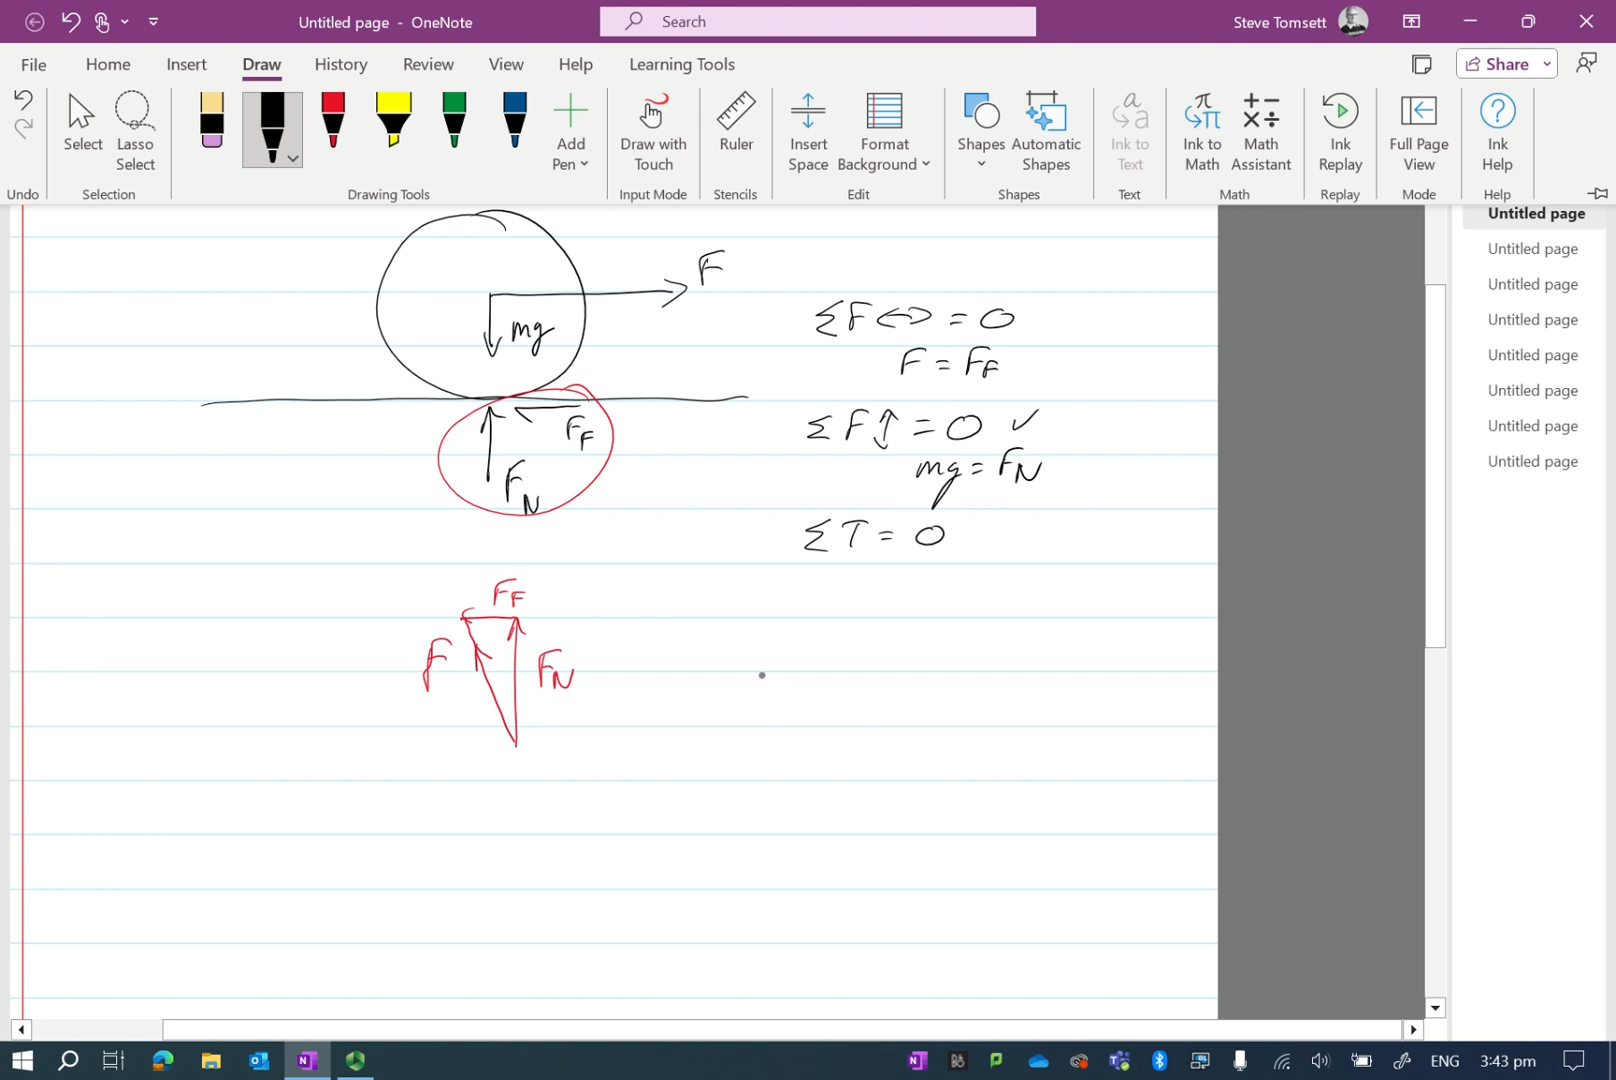 Untitled page - OneNote
Search
Steve Tomsett
File
Home
Insert
Draw
History
Review
View
Help
Learning Tools
Share
Select
Lasso Select
Add Pen
Draw with Touch
Ruler
Insert Space
Format Background
Shapes
Automatic Shapes
Ink to Text
Ink to Math
Math Assistant
Ink Replay
Full Page View
Ink Help
Undo
Selection
Drawing Tools
Input Mode
Stencils
Edit
Shapes
Text
Math
Replay
Mode
Help
Untitled page
Untitled page
Untitled page
Untitled page
Untitled page
Untitled page
Untitled page
Untitled page
F
mg
ΣF ↔ = 0
F = FF
FF
FN
ΣF ↕ = 0 ✓
mg = FN
ΣT = 0
FF
F
FN
ENG
3:43 pm